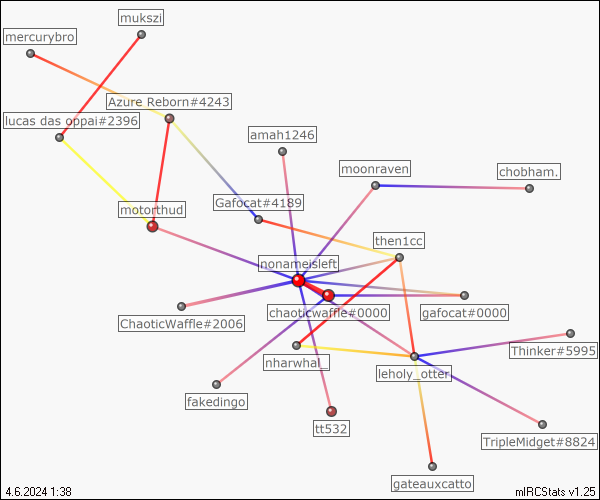 mukszi
mercurybro
Azure Reborn#4243
lucas das oppai#2396
amah1246
moonraven
chobham.
Gafocat#4189
motorthud
then1cc
nonameisleft
chaoticwaffle#0000
gafocat#0000
ChaoticWaffle#2006
Thinker#5995
nharwhal_
leholy_otter
fakedingo
tt532
TripleMidget#8824
gateauxcatto
4.6.2024 1:38
mIRCStats v1.25